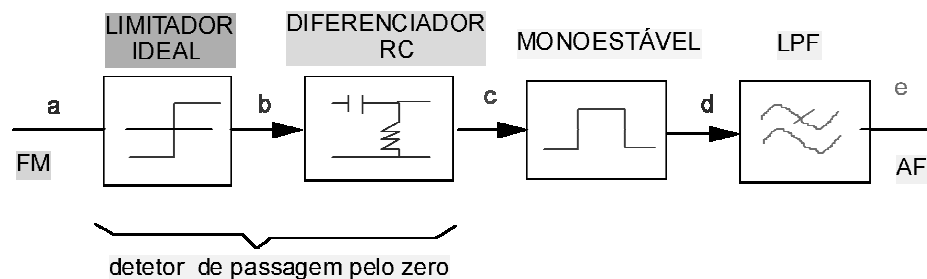 LIMITADOR
IDEAL
DIFERENCIADOR
RC
MONOESTÁVEL
LPF
a
b
c
d
e
FM
AF
detetor de passagem pelo zero